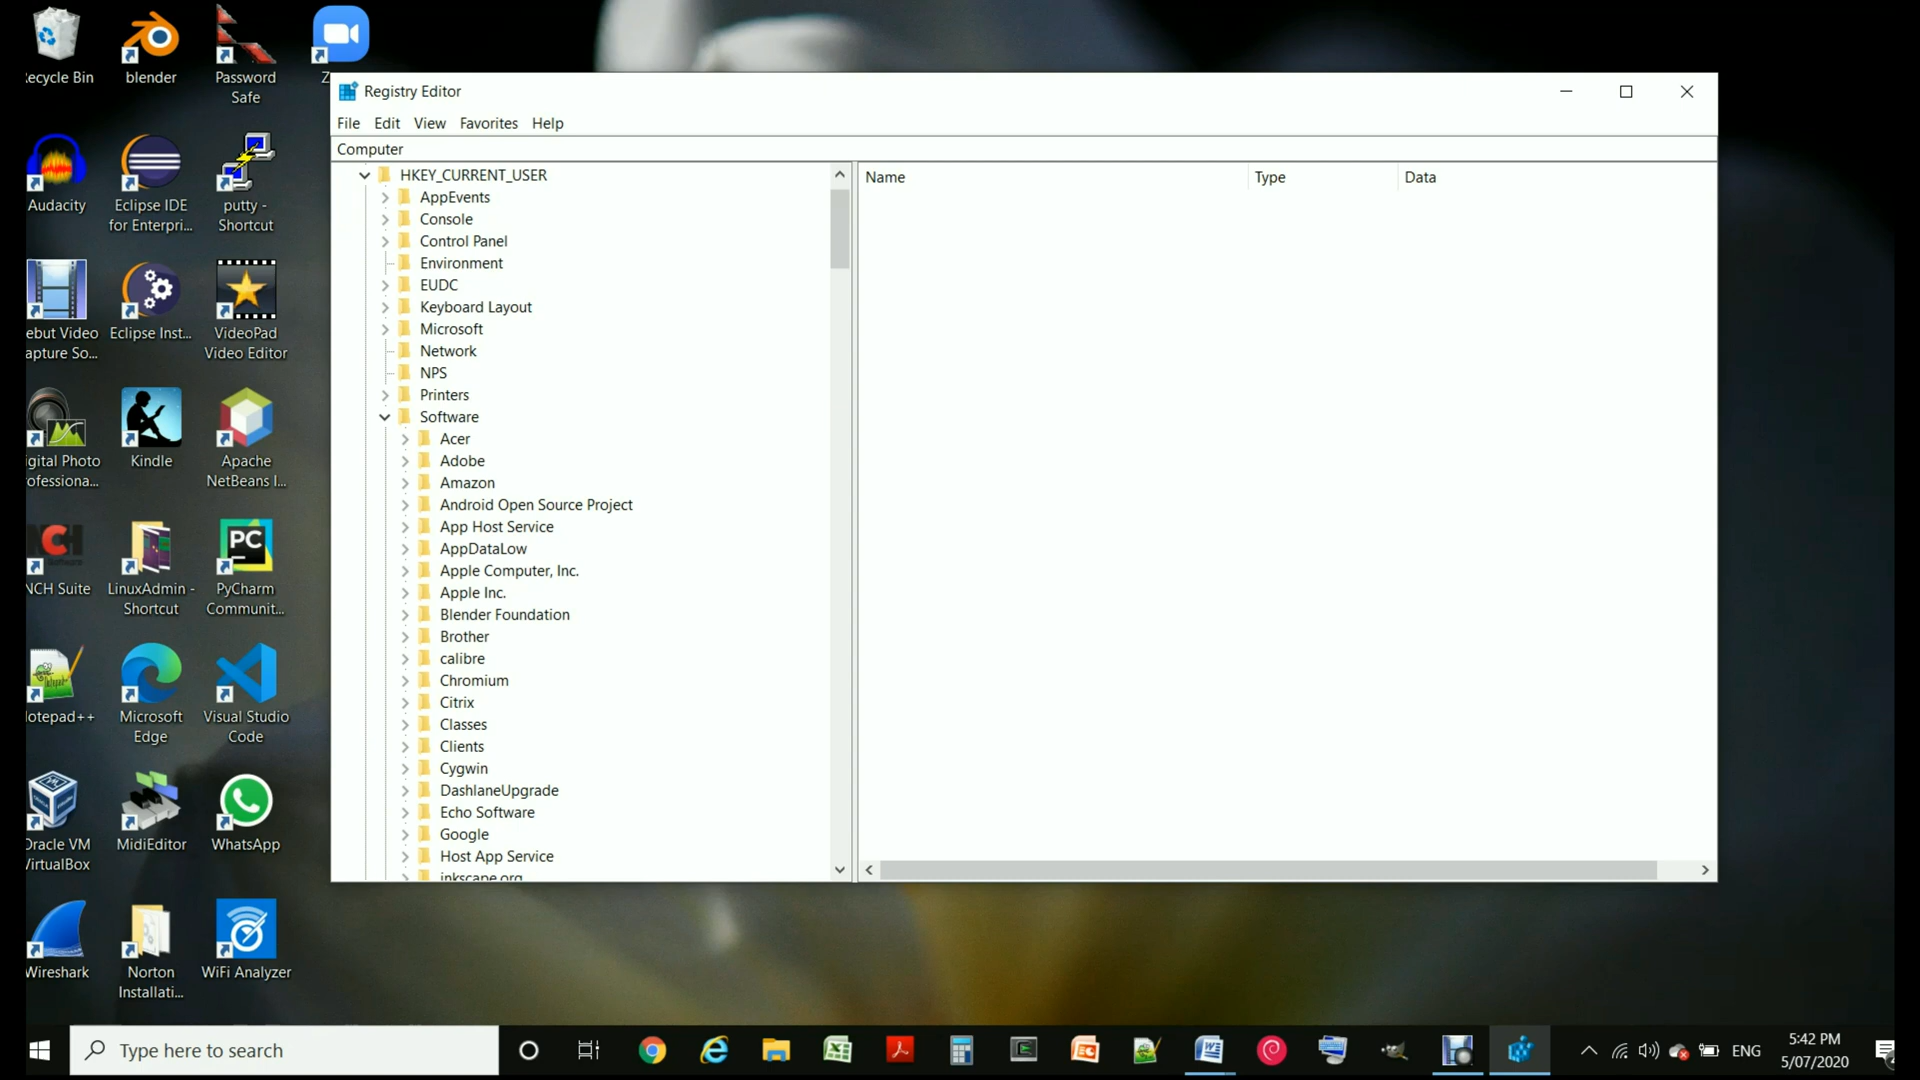 ecycle Bin
blender
Password
Safe
Z
Audacity
Eclipse IDE
for Enterpri...
putty -
Shortcut
ebut Video
apture So...
Eclipse Inst...
VideoPad
Video Editor
igital Photo
ofessiona...
Kindle
Apache
NetBeans I...
NCH Suite
LinuxAdmin -
Shortcut
PyCharm
Communit...
otepad++
Microsoft
Edge
Visual Studio
Code
Oracle VM
VirtualBox
MidiEditor
WhatsApp
Wireshark
Norton
Installati...
WiFi Analyzer
Registry Editor
File Edit View Favorites Help
Computer
Name Type Data
HKEY_CURRENT_USER
AppEvents
Console
Control Panel
Environment
EUDC
Keyboard Layout
Microsoft
Network
NPS
Printers
Software
Acer
Adobe
Amazon
Android Open Source Project
App Host Service
AppDataLow
Apple Computer, Inc.
Apple Inc.
Blender Foundation
Brother
calibre
Chromium
Citrix
Classes
Clients
Cygwin
DashlaneUpgrade
Echo Software
Google
Host App Service
inkscape.org
Type here to search
ENG
5:42 PM
5/07/2020